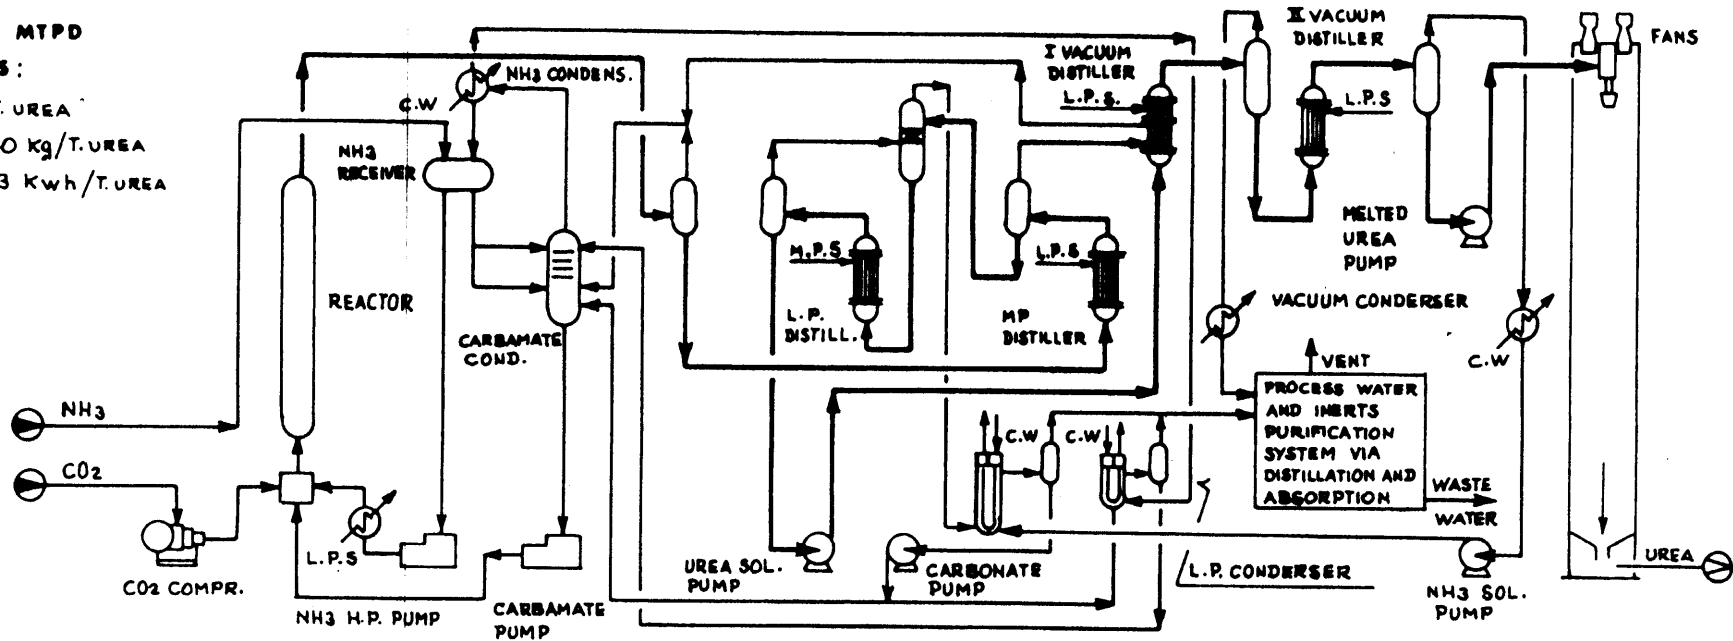 MTPD
S :
T. UREA
0 Kg/T.UREA
3 Kwh/T.UREA
NH3 CONDENS.
C.W
NH3
RECEIVER
REACTOR
CARBAMATE
COND.
NH3
CO2
CO2 COMPR.
L.P.S
NH3 H.P. PUMP
CARBAMATE
PUMP
M.P.S
L.P.
DISTILL.
L.P.S
MP
DISTILLER
I VACUUM
DISTILLER
L.P.S.
II VACUUM
DISTILLER
L.P.S
FANS
MELTED
UREA
PUMP
VACUUM CONDERSER
C.W
VENT
PROCESS WATER
AND INERTS
PURIFICATION
SYSTEM VIA
DISTILLATION AND
ABSORPTION
WASTE
WATER
C.W
C.W
UREA SOL.
PUMP
CARBONATE
PUMP
L.P. CONDERSER
NH3 SOL.
PUMP
UREA